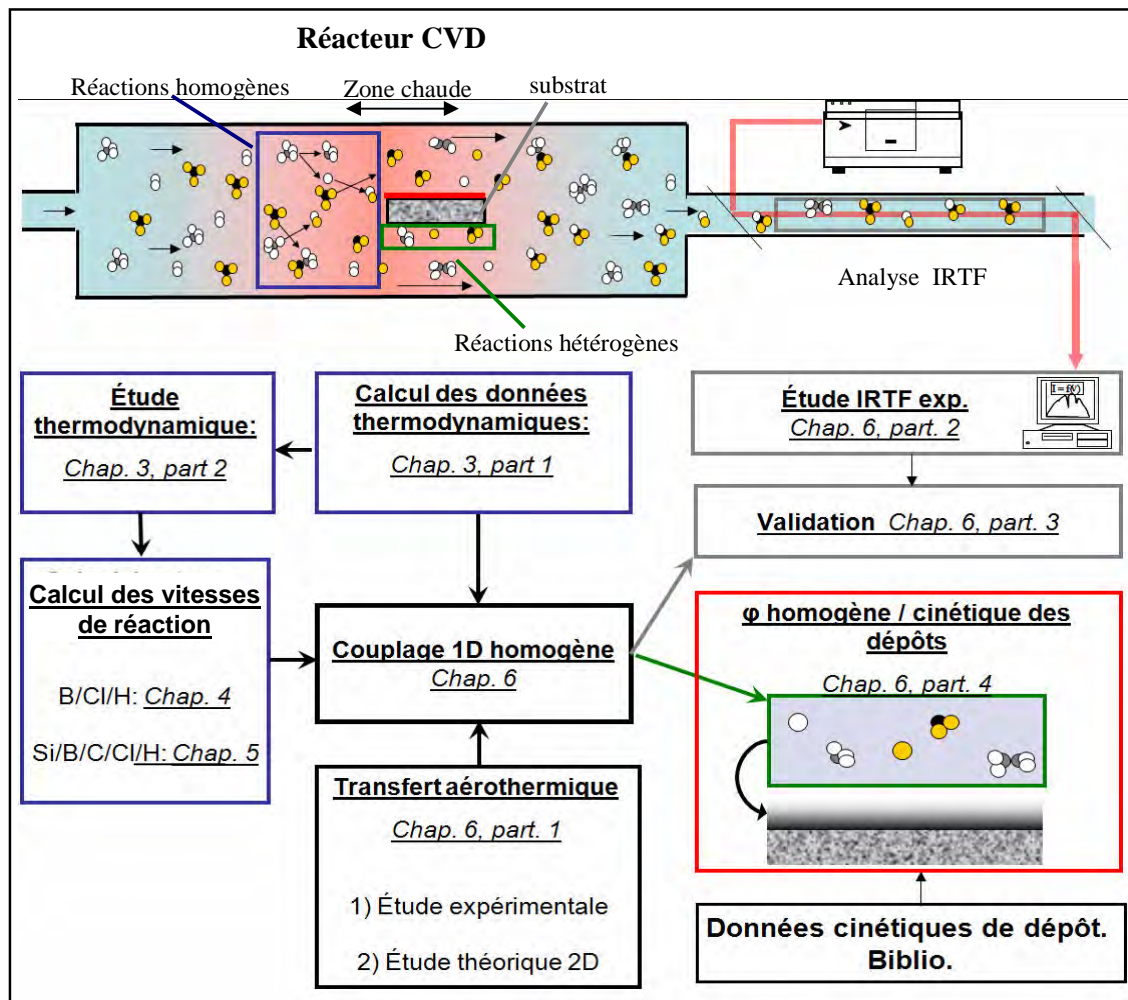 Réacteur CVD
Réactions homogènes
Zone chaude
substrat
Analyse IRTF
Réactions hétérogènes
Étude
thermodynamique:
Chap. 3, part 2
Calcul des données
thermodynamiques:
Chap. 3, part 1
Étude IRTF exp.
Chap. 6, part. 2
I = f(V)
Validation Chap. 6, part. 3
Calcul des vitesses
de réaction
B/Cl/H: Chap. 4
Si/B/C/Cl/H: Chap. 5
Couplage 1D homogène
Chap. 6
φ homogène / cinétique des
dépôts
Chap. 6, part. 4
Transfert aérothermique
Chap. 6, part. 1
1) Étude expérimentale
2) Étude théorique 2D
Données cinétiques de dépôt.
Biblio.